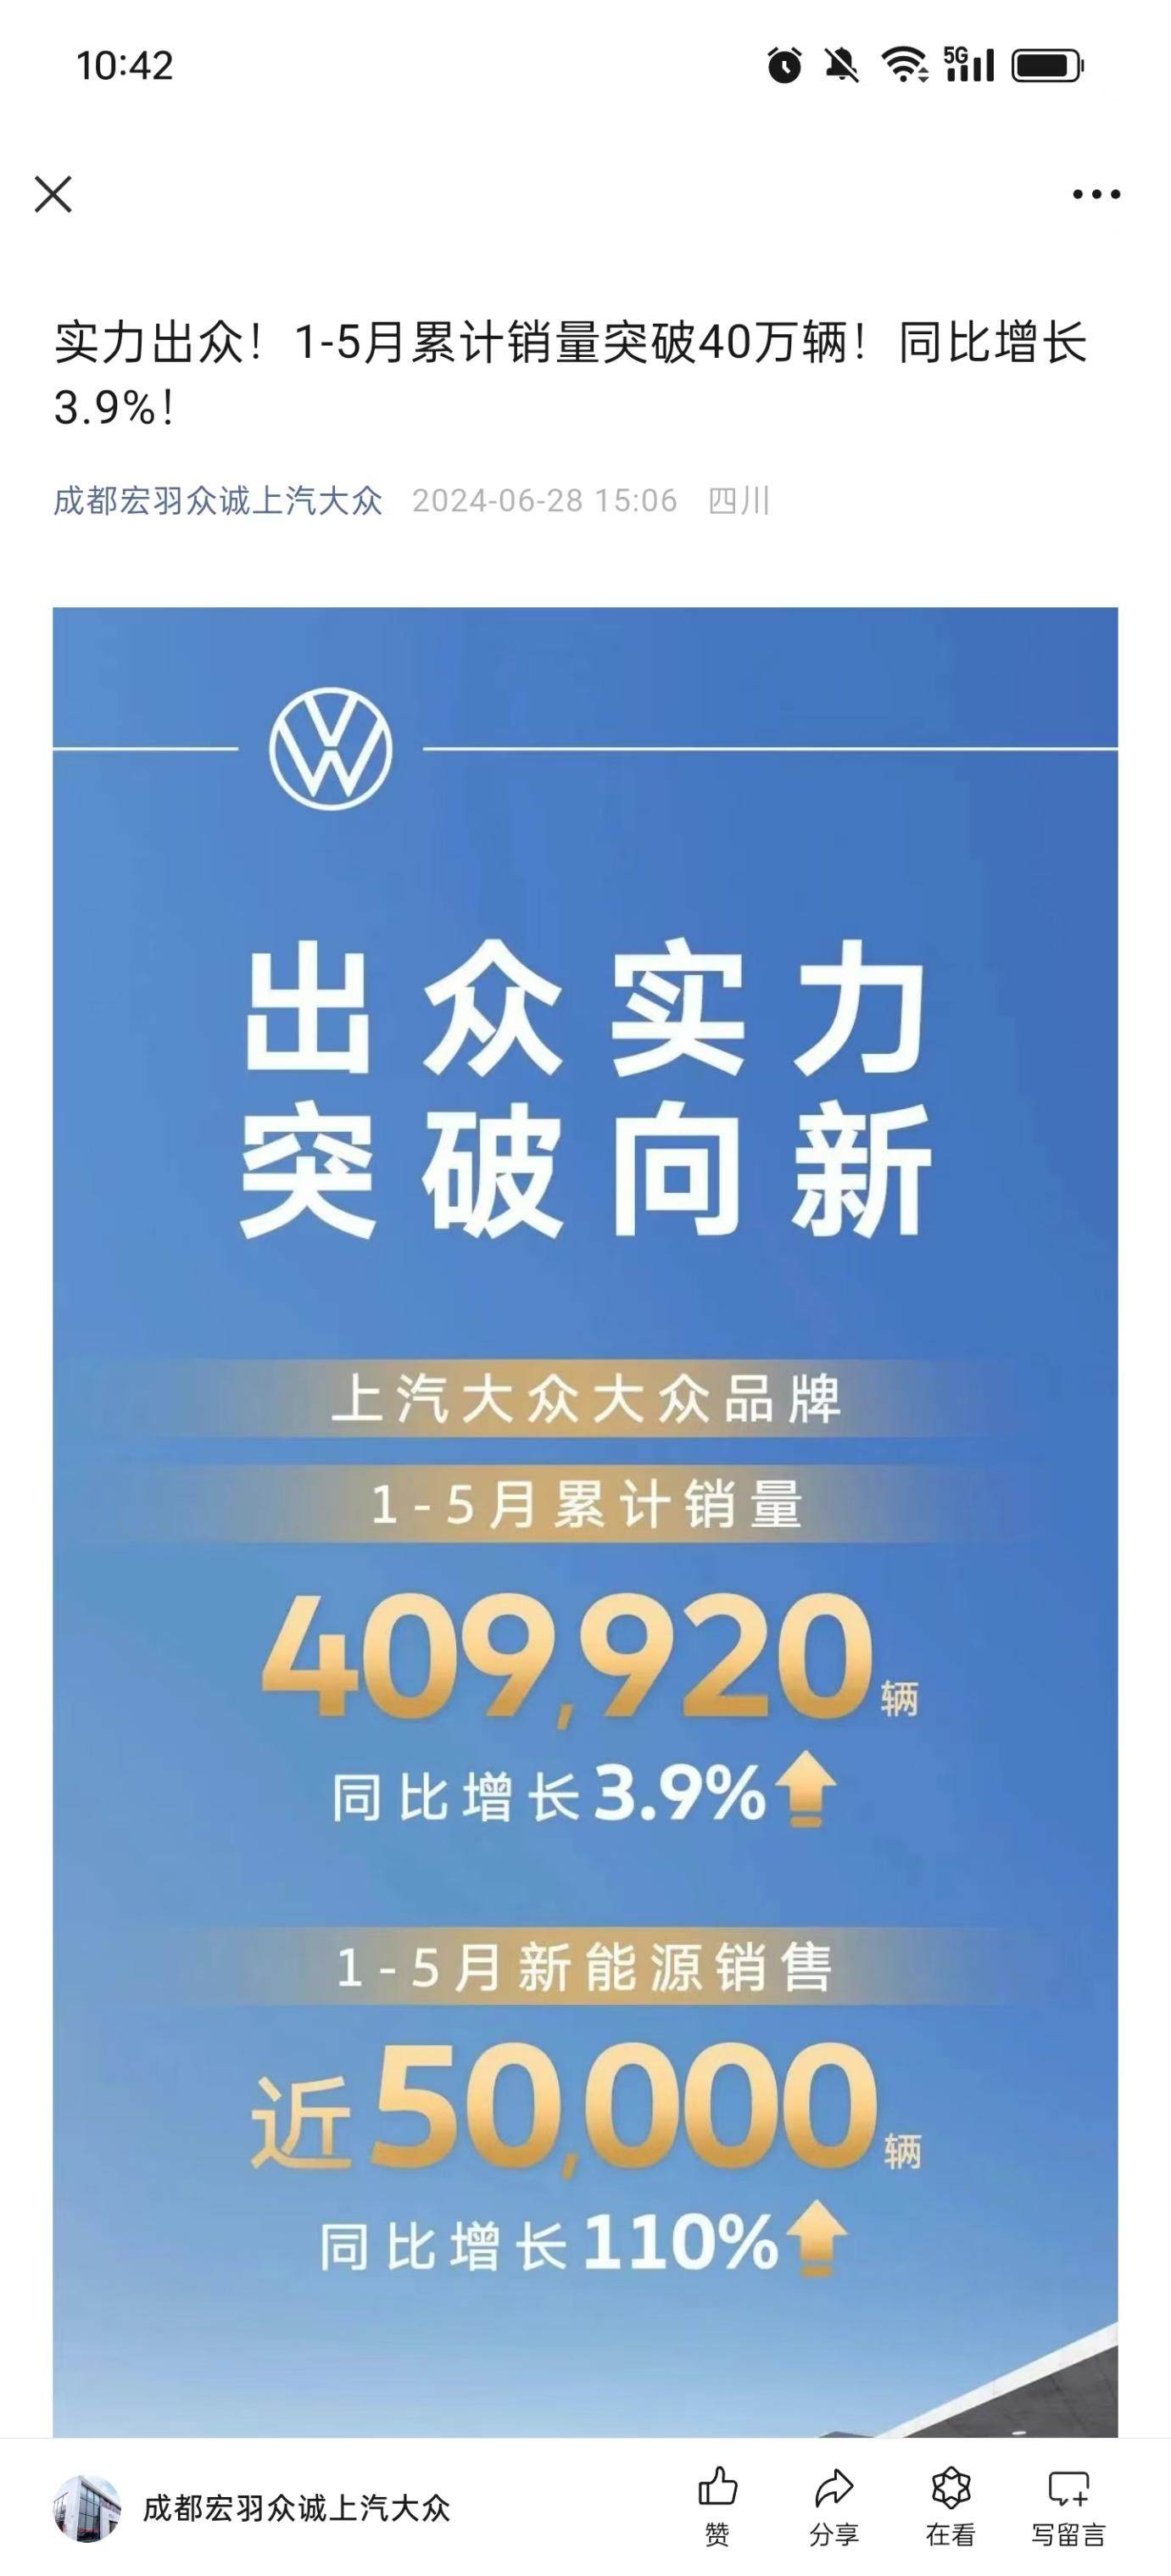 10:42
5G
实力出众！1-5月累计销量突破40万辆！同比增长
3.9%！
成都宏羽众诚上汽大众 2024-06-28 15:06 四川
出众实力
突破向新
上汽大众大众品牌
1-5月累计销量
409,920辆
同比增长3.9%
1-5月新能源销售
近50,000辆
同比增长110%
成都宏羽众诚上汽大众
赞 分享 在看 写留言